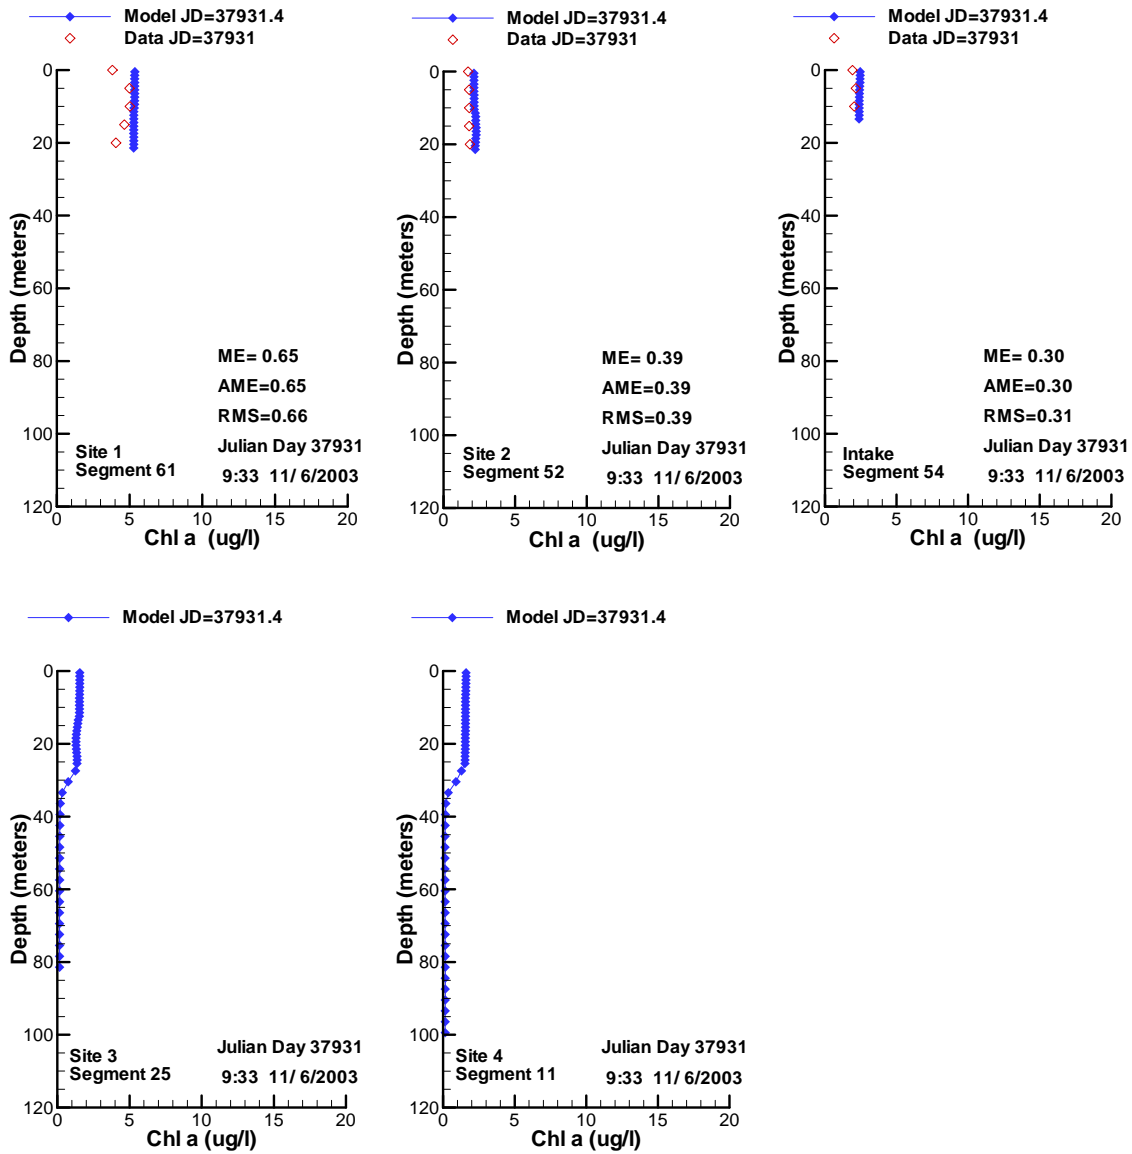 Model JD=37931.4
Data JD=37931
0
20
40
60
80
100
120
Depth (meters)
ME= 0.65
AME=0.65
RMS=0.66
Site 1
Segment 61
Julian Day 37931
9:33 11/ 6/2003
0 5 10 15 20
Chl a (ug/l)
Model JD=37931.4
Data JD=37931
0
20
40
60
80
100
120
Depth (meters)
ME= 0.39
AME=0.39
RMS=0.39
Site 2
Segment 52
Julian Day 37931
9:33 11/ 6/2003
0 5 10 15 20
Chl a (ug/l)
Model JD=37931.4
Data JD=37931
0
20
40
60
80
100
120
Depth (meters)
ME= 0.30
AME=0.30
RMS=0.31
Intake
Segment 54
Julian Day 37931
9:33 11/ 6/2003
0 5 10 15 20
Chl a (ug/l)
Model JD=37931.4
0
20
40
60
80
100
120
Depth (meters)
Site 3
Segment 25
Julian Day 37931
9:33 11/ 6/2003
0 5 10 15 20
Chl a (ug/l)
Model JD=37931.4
0
20
40
60
80
100
120
Depth (meters)
Site 4
Segment 11
Julian Day 37931
9:33 11/ 6/2003
0 5 10 15 20
Chl a (ug/l)